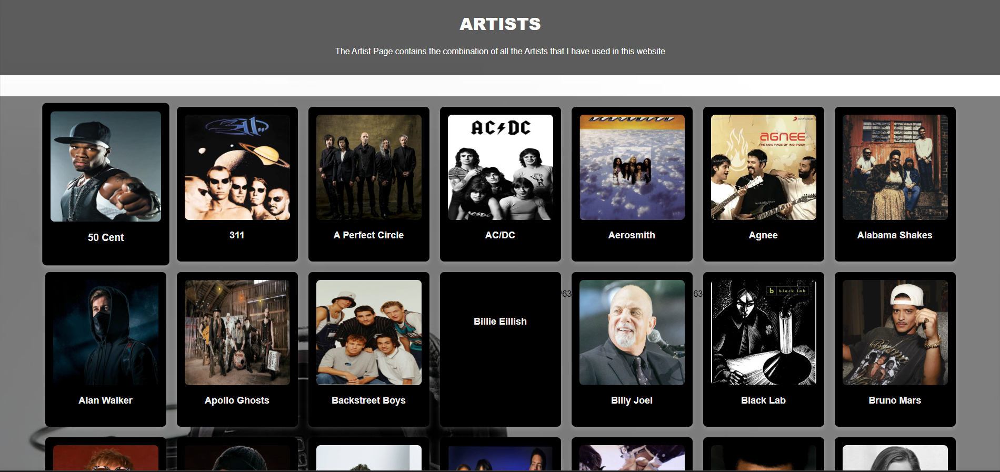 ARTISTS
The Artist Page contains the combination of all the Artists that I have used in this website
311
AC DC
AEROSMITH
AGNEE
THE NEW FACE OF INDI-ROCK
ACSDC
50 Cent
311
A Perfect Circle
AC/DC
Aerosmith
Agnee
Alabama Shakes
/63
63
b black lab
Billie Eillish
Alan Walker
Apollo Ghosts
Backstreet Boys
Billy Joel
Black Lab
Bruno Mars